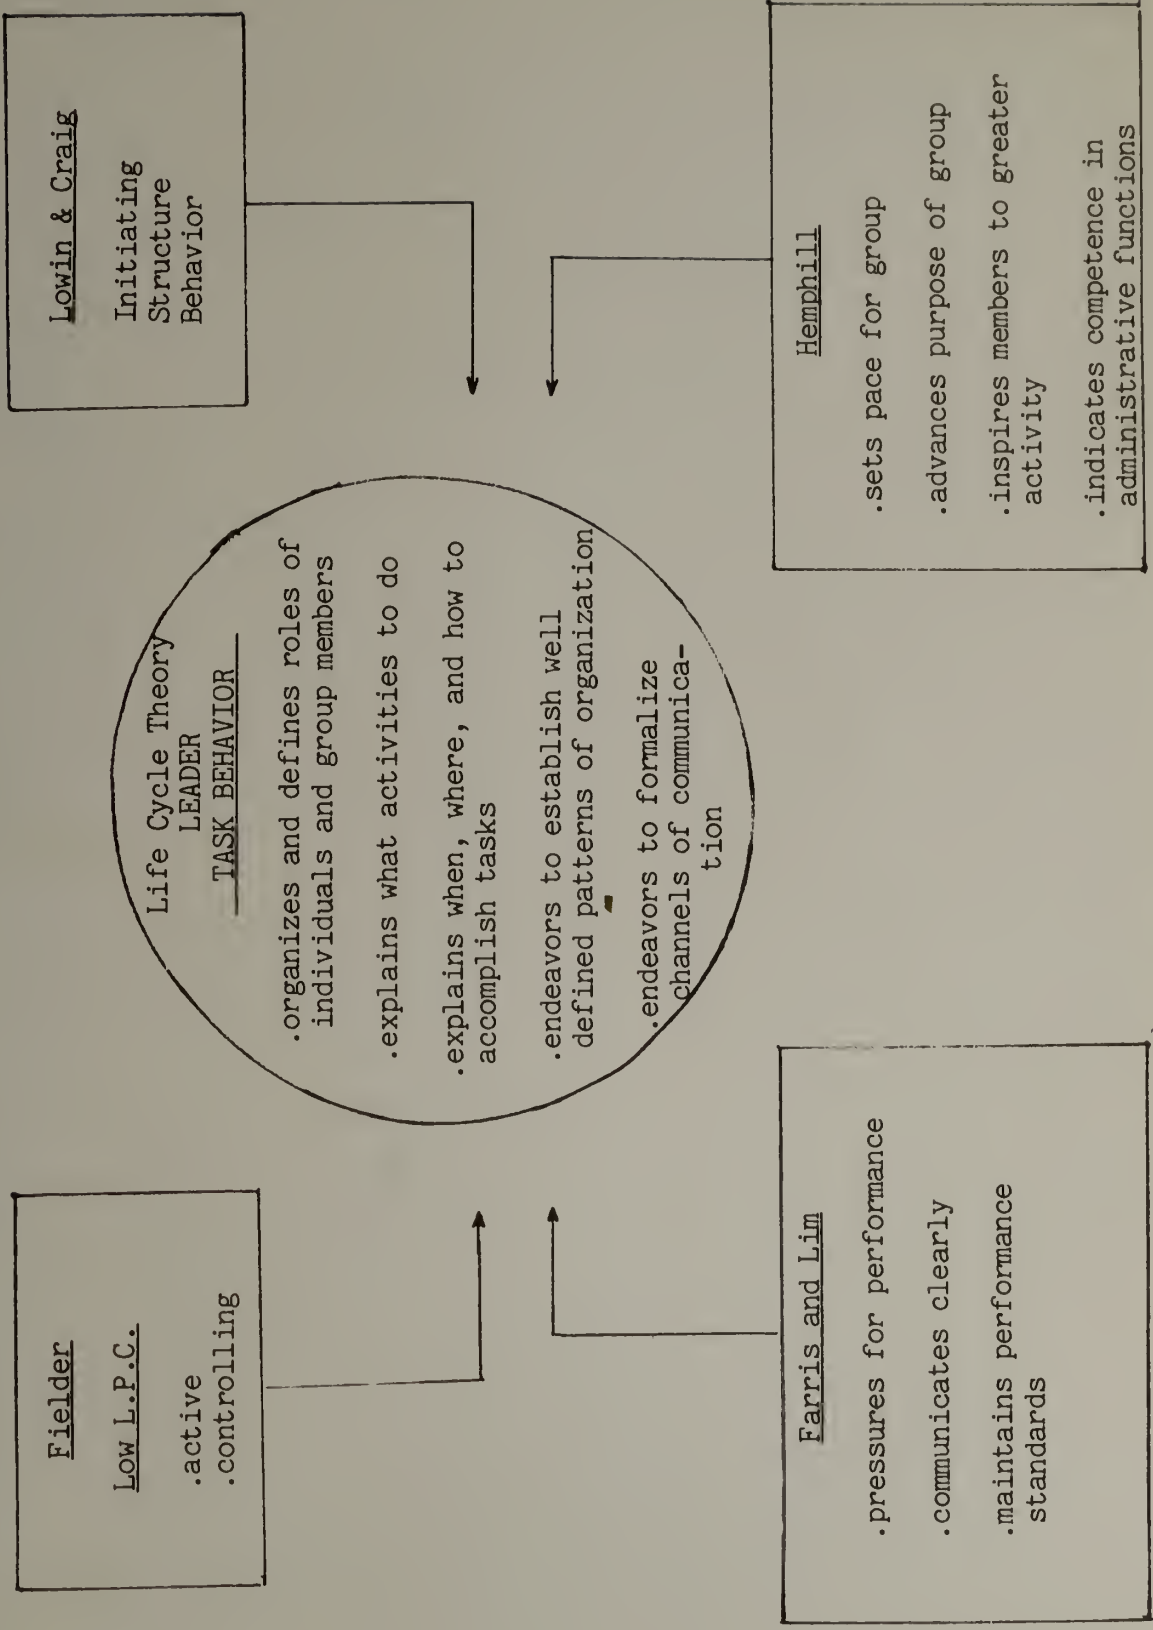 Fielder
Low L.P.C.
.active
.controlling
Lowin & Craig
Initiating
Structure
Behavior
Life Cycle Theory
LEADER
TASK BEHAVIOR
.organizes and defines roles of
individuals and group members
.explains what activities to do
.explains when, where, and how to
accomplish tasks
.endeavors to establish well
defined patterns of organization
.endeavors to formalize
channels of communica-
tion
Farris and Lim
.pressures for performance
.communicates clearly
.maintains performance
standards
Hemphill
.sets pace for group
.advances purpose of group
.inspires members to greater
activity
.indicates competence in
administrative functions